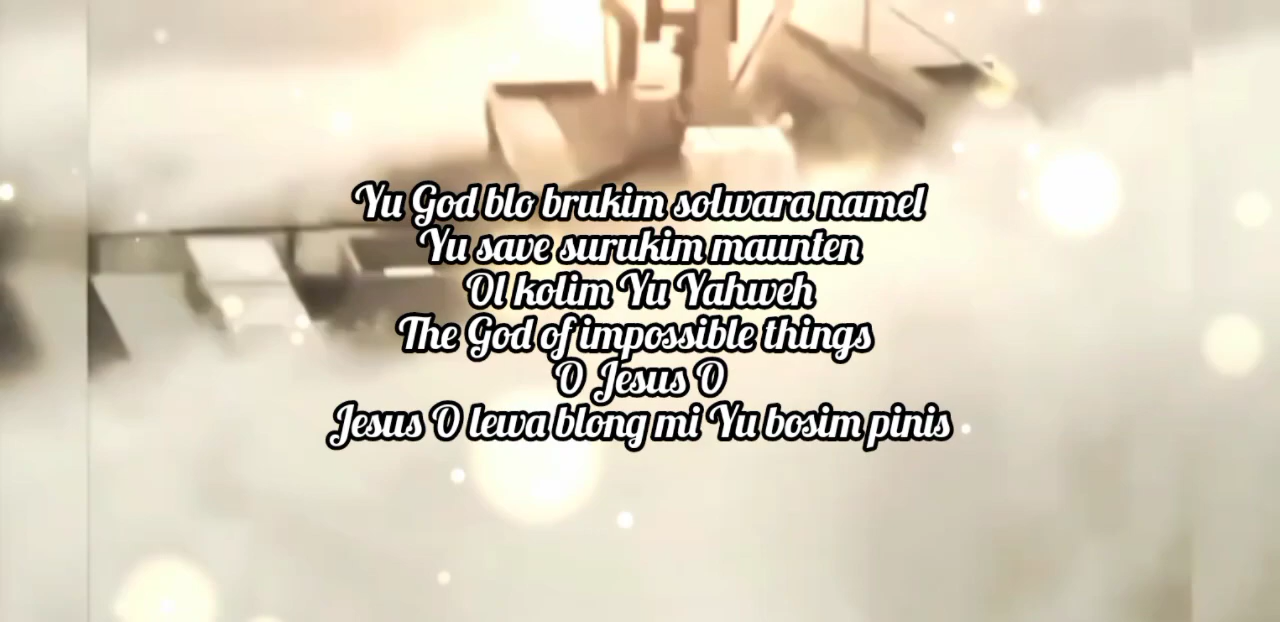 Yu God blo brukim solwara namel
Yu save surukim maunten
Ol kolim Yu Yahweh
The God of impossible things
O Jesus O
Jesus O lewa blong mi Yu bosim pinis